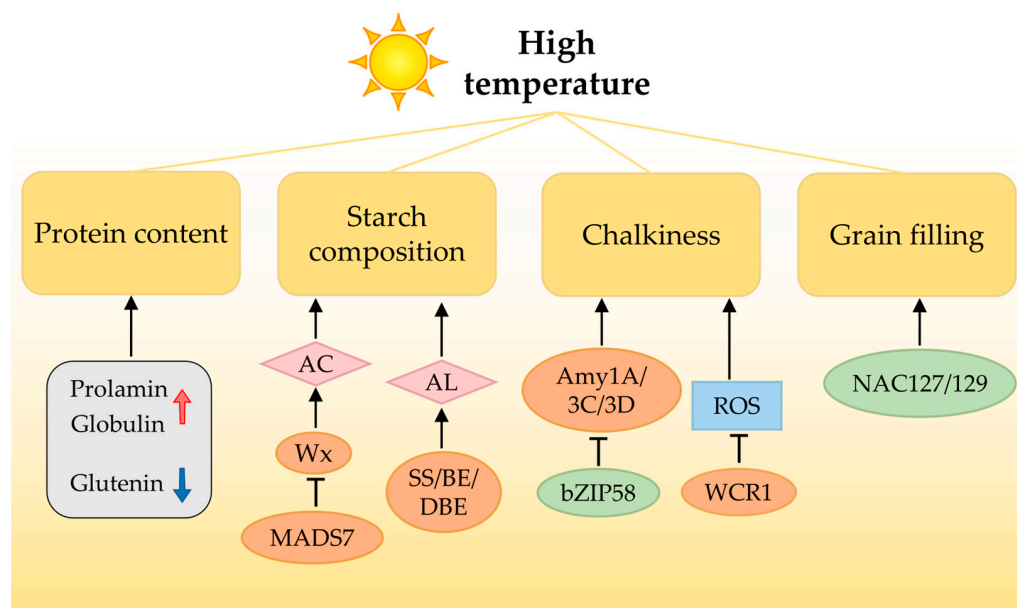 High
temperature
Protein content
Starch
composition
Chalkiness
Grain filling
Prolamin
Globulin
Glutenin
AC
Wx
MADS7
AL
SS/BE/
DBE
Amy1A/
3C/3D
bZIP58
ROS
WCR1
NAC127/129